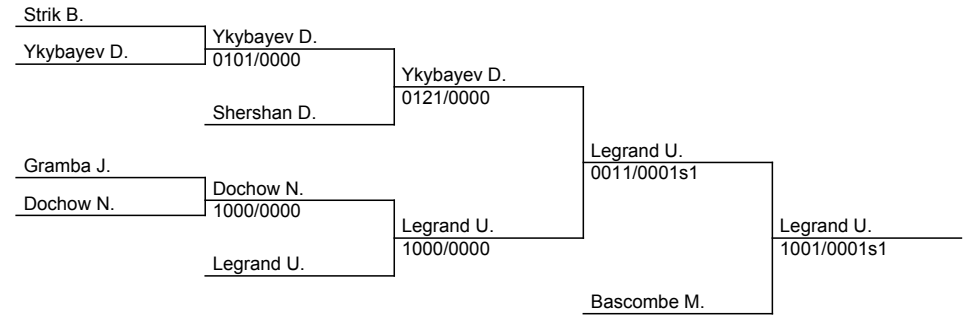 Strik B.
Ykybayev D.
Ykybayev D.
0101/0000
Ykybayev D.
0121/0000
Shershan D.
Legrand U.
0011/0001s1
Gramba J.
Dochow N.
Dochow N.
1000/0000
Legrand U.
1000/0000
Legrand U.
1001/0001s1
Legrand U.
Bascombe M.